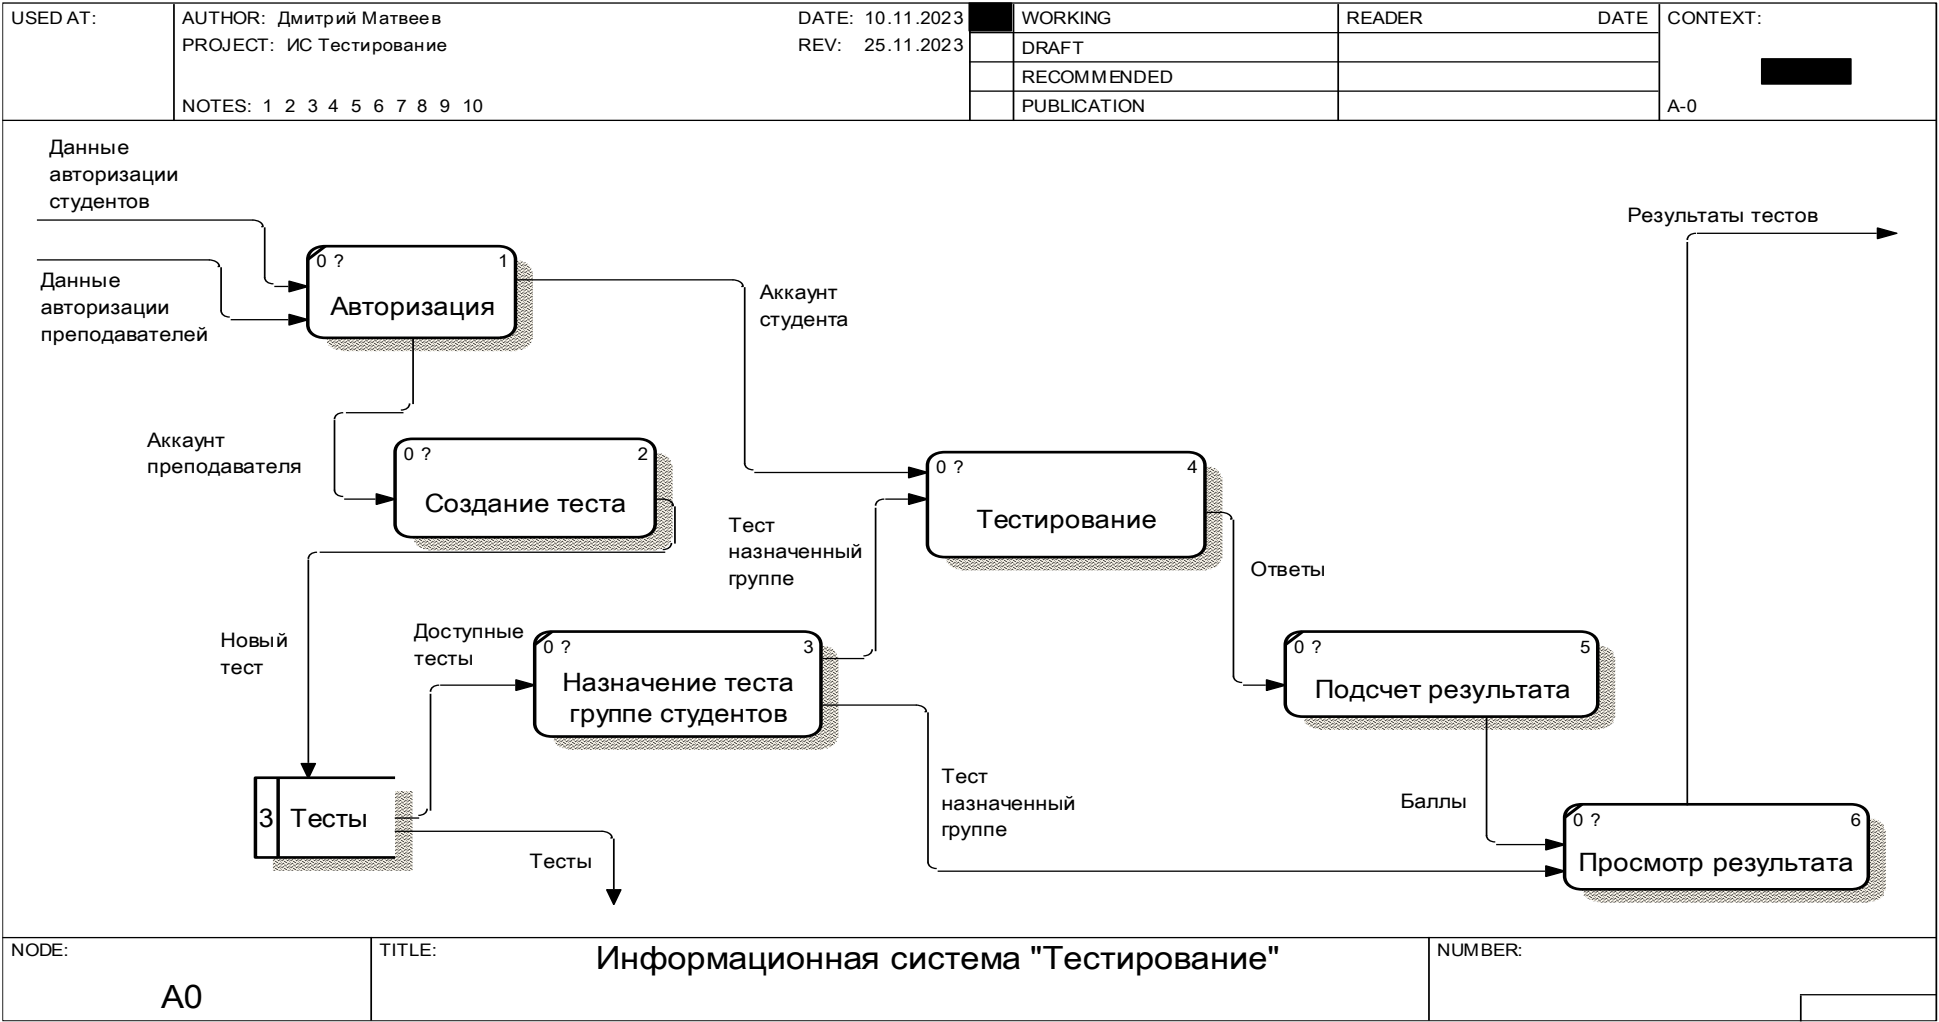 USED AT:
AUTHOR: Дмитрий Матвеев
DATE: 10.11.2023
PROJECT: ИС Тестирование
REV: 25.11.2023
NOTES: 1 2 3 4 5 6 7 8 9 10
WORKING
DRAFT
RECOMMENDED
PUBLICATION
READER
DATE
CONTEXT:
A-0
Данные
авторизации
студентов
Данные
авторизации
преподавателей
0 ?
1
Авторизация
Аккаунт
студента
Результаты тестов
Аккаунт
преподавателя
0 ?
2
Создание теста
0 ?
4
Тестирование
Тест
назначенный
группе
Ответы
Новый
тест
Доступные
тесты
0 ?
3
Назначение теста
группе студентов
0 ?
5
Подсчет результата
3
Тесты
Тесты
Тест
назначенный
группе
Баллы
0 ?
6
Просмотр результата
NODE:
A0
TITLE:
Информационная система "Тестирование"
NUMBER: